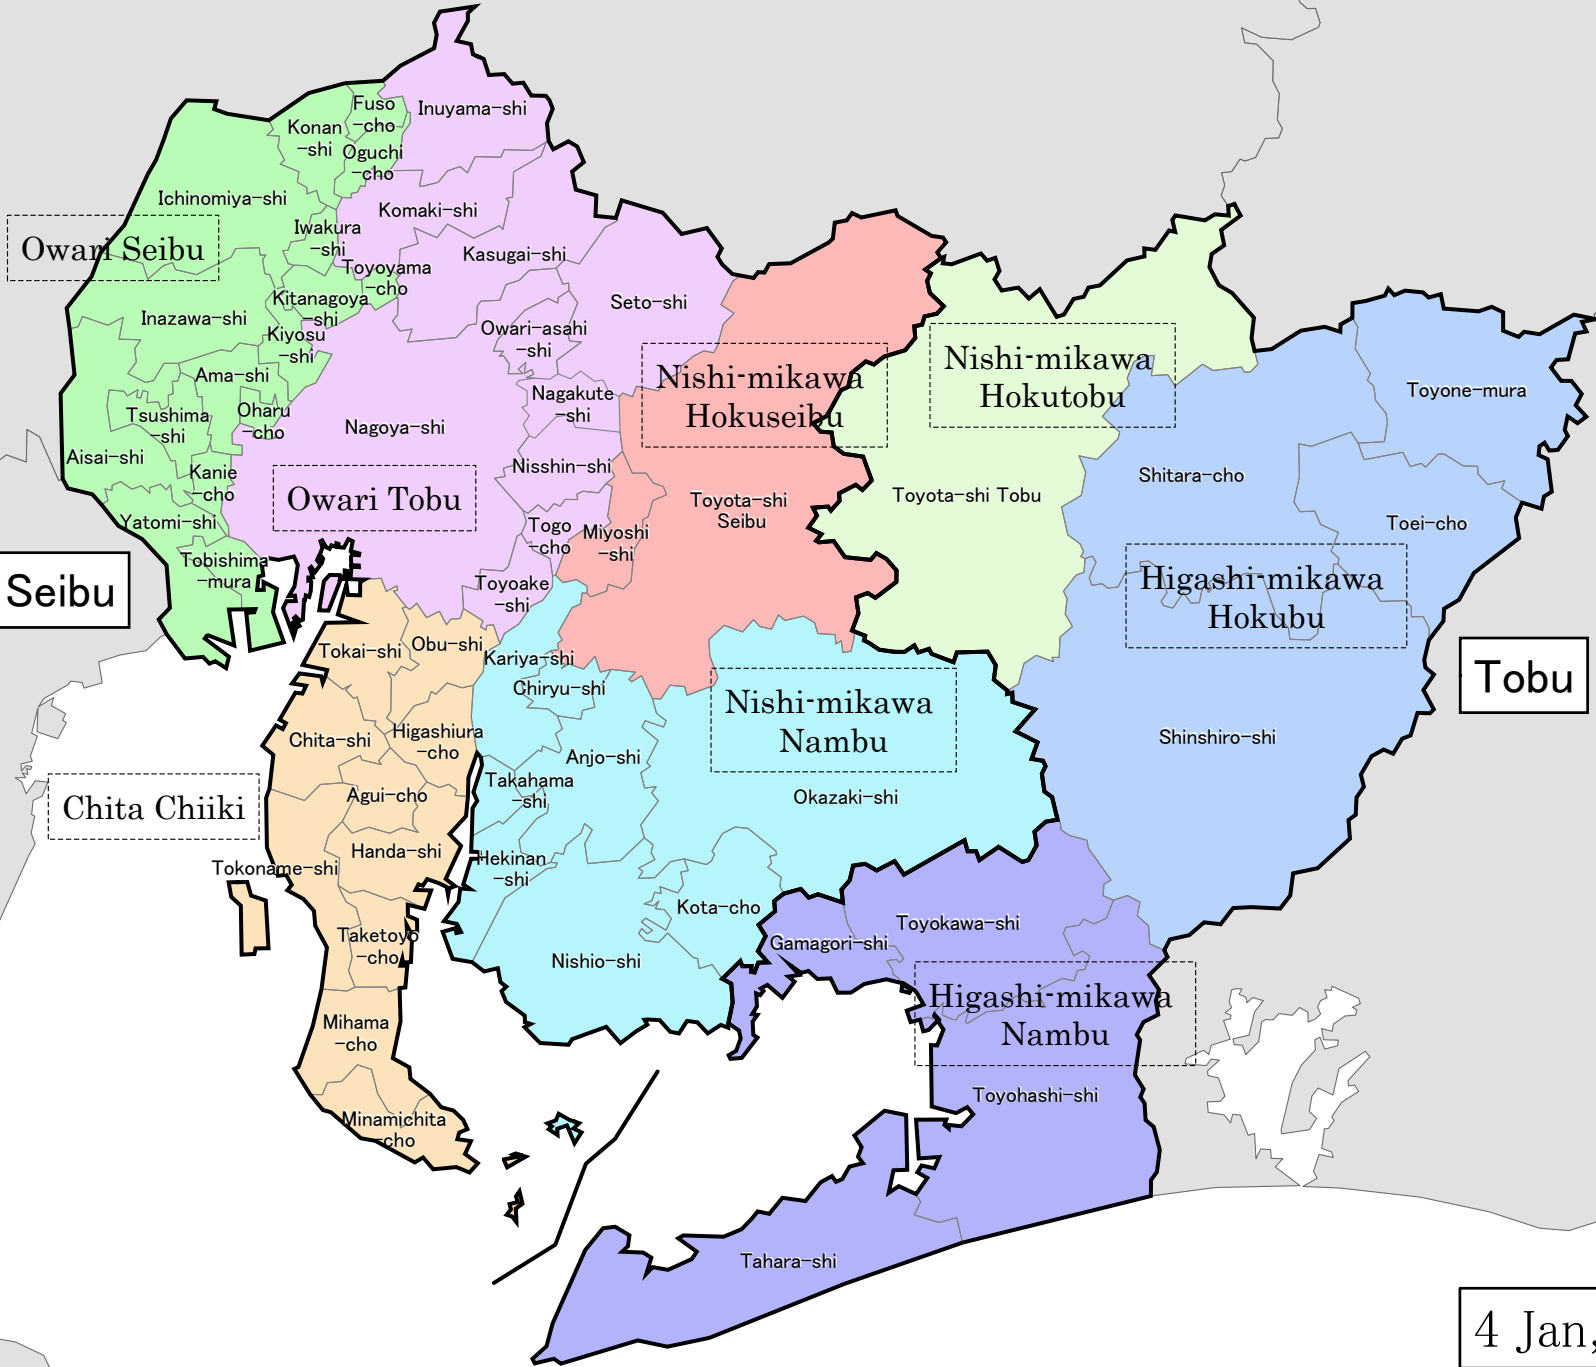 Fuso
-cho
Inuyama-shi
Konan
-shi
Oguchi
-cho
Ichinomiya-shi
Komaki-shi
Iwakura
-shi
Owari Seibu
Kasugai-shi
Toyoyama
-cho
Kitanagoya
-shi
Seto-shi
Inazawa-shi
Owari-asahi
-shi
Kiyosu
-shi
Nishi-mikawa
Hokutobu
Ama-shi
Nishi-mikawa
Hokuseibu
Nagakute
-shi
Toyone-mura
Oharu
-cho
Tsushima
-shi
Nagoya-shi
Aisai-shi
Nisshin-shi
Kanie
-cho
Shitara-cho
Owari Tobu
Toyota-shi
Seibu
Toyota-shi Tobu
Yatomi-shi
Togo
-cho
Miyoshi
-shi
Toei-cho
Tobishima
-mura
Toyoake
-shi
Higashi-mikawa
Hokubu
Seibu
Obu-shi
Tokai-shi
Kariya-shi
Chiryu-shi
Tobu
Nishi-mikawa
Nambu
Higashiura
-cho
Chita-shi
Shinshiro-shi
Anjo-shi
Takahama
-shi
Agui-cho
Okazaki-shi
Chita Chiiki
Handa-shi
Hekinan
-shi
Tokoname-shi
Kota-cho
Toyokawa-shi
Taketoyo
-cho
Gamagori-shi
Nishio-shi
Higashi-mikawa
Nambu
Mihama
-cho
Toyohashi-shi
Minamichita
-cho
Tahara-shi
4 Jan,